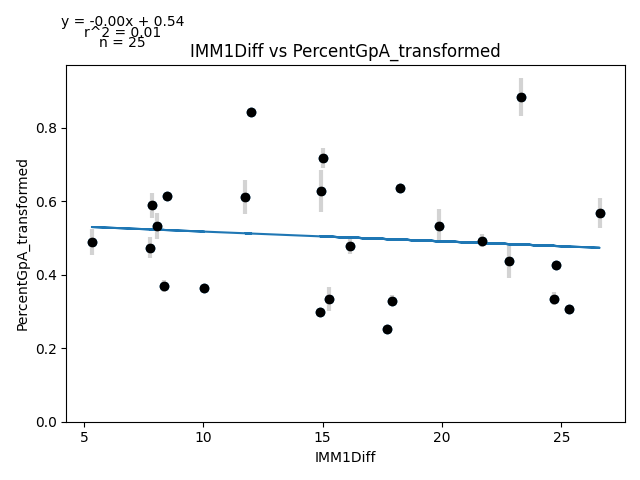 y = -0.00x + 0.54
r^2 = 0.01
n = 25
IMM1Diff vs PercentGpA_transformed
PercentGpA_transformed
0.8
0.6
0.4
0.2
0.0
5 10 15 20 25
IMM1Diff